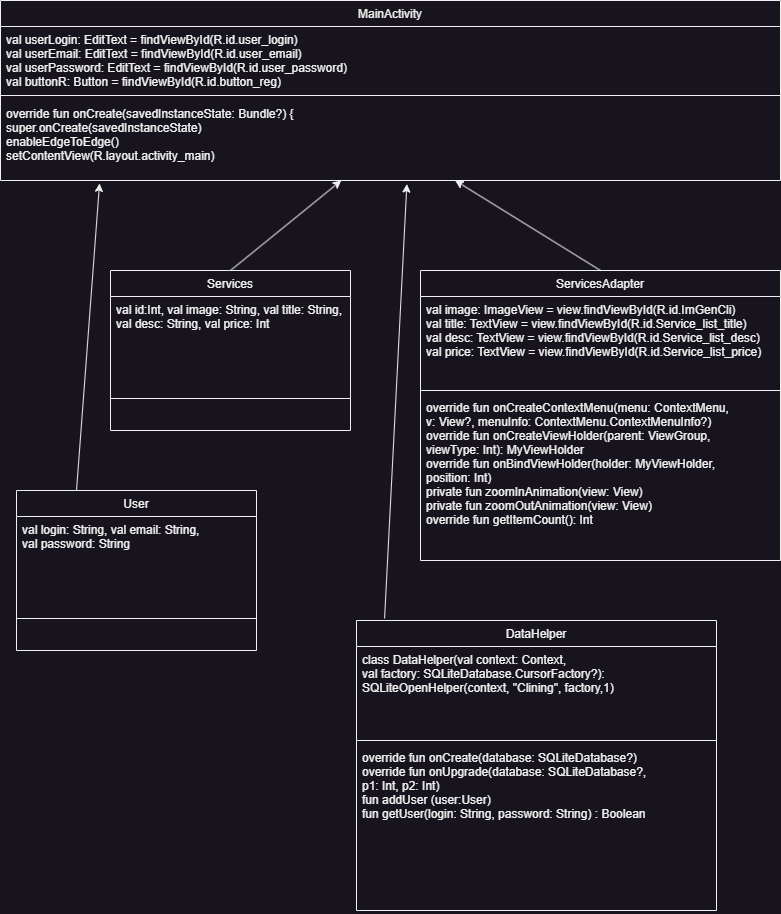 MainActivity
val userLogin: EditText = findViewById(R.id.user_login)
val userEmail: EditText = findViewById(R.id.user_email)
val userPassword: EditText = findViewById(R.id.user_password)
val buttonR: Button = findViewById(R.id.button_reg)
override fun onCreate(savedInstanceState: Bundle?) {
super.onCreate(savedInstanceState)
enableEdgeToEdge()
setContentView(R.layout.activity_main)
Services
val id:Int, val image: String, val title: String,
val desc: String, val price: Int
ServicesAdapter
val image: ImageView = view.findViewById(R.id.ImGenCli)
val title: TextView = view.findViewById(R.id.Service_list_title)
val desc: TextView = view.findViewById(R.id.Service_list_desc)
val price: TextView = view.findViewById(R.id.Service_list_price)
override fun onCreateContextMenu(menu: ContextMenu,
v: View?, menuInfo: ContextMenu.ContextMenuInfo?)
override fun onCreateViewHolder(parent: ViewGroup,
viewType: Int): MyViewHolder
override fun onBindViewHolder(holder: MyViewHolder,
position: Int)
private fun zoomInAnimation(view: View)
private fun zoomOutAnimation(view: View)
override fun getItemCount(): Int
User
val login: String, val email: String,
val password: String
DataHelper
class DataHelper(val context: Context,
val factory: SQLiteDatabase.CursorFactory?):
SQLiteOpenHelper(context, "Clining", factory,1)
override fun onCreate(database: SQLiteDatabase?)
override fun onUpgrade(database: SQLiteDatabase?,
p1: Int, p2: Int)
fun addUser (user:User)
fun getUser(login: String, password: String) : Boolean